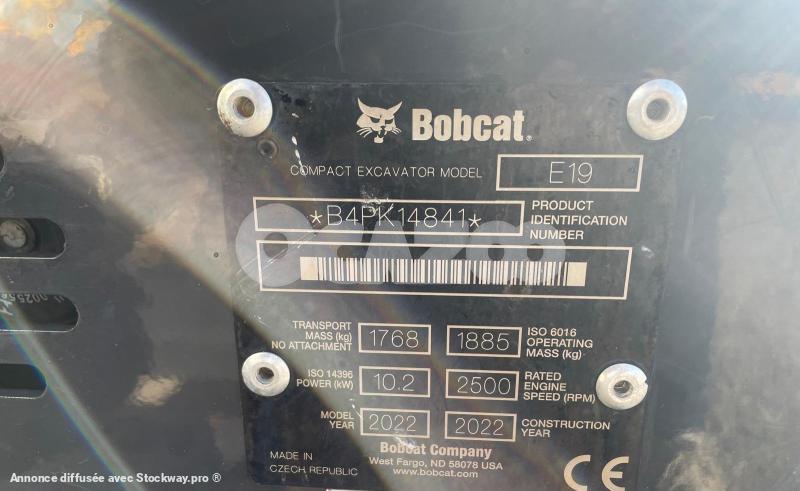 Bobcat®
COMPACT EXCAVATOR MODEL E19
*B4PK14841*
PRODUCT
IDENTIFICATION
NUMBER
OCAZOO
TRANSPORT
MASS (kg)
NO ATTACHMENT
1768
1885
ISO 6016
OPERATING
MASS (kg)
ISO 14396
POWER (kW)
10.2
2500
RATED
ENGINE
SPEED (RPM)
MODEL
YEAR
2022
2022
CONSTRUCTION
YEAR
MADE IN
CZECH REPUBLIC
Bobcat Company
West Fargo, ND 58078 USA
www.bobcat.com
CE
Annonce diffusée avec Stockway.pro ®